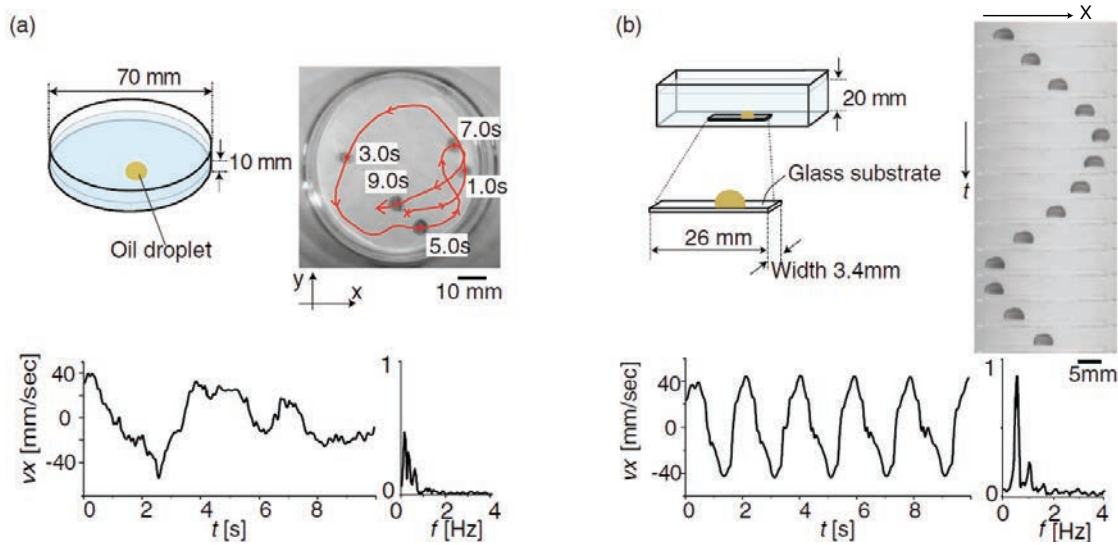 (a)
70 mm
10 mm
Oil droplet
7.0s
3.0s
9.0s
1.0s
5.0s
y
x
10 mm
40
0
-40
vx [mm/sec]
0 2 4 6 8
t [s]
1
0
0 4
f [Hz]
(b)
20 mm
Glass substrate
26 mm
Width 3.4mm
X
t
5mm
40
0
-40
vx [mm/sec]
0 2 4 6 8
t [s]
1
0
0 4
f [Hz]